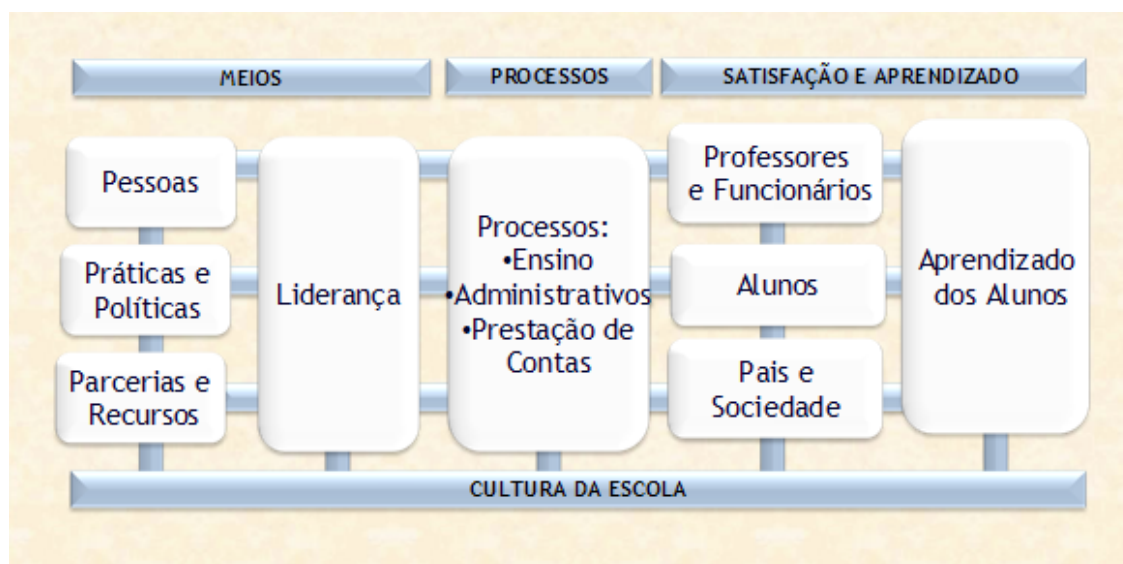 MEIOS
PROCESSOS
SATISFAÇÃO E APRENDIZADO
Pessoas
Práticas e
Políticas
Parcerias e
Recursos
Liderança
Processos:
•Ensino
•Administrativos
•Prestação de
Contas
Professores
e Funcionários
Alunos
Pais e
Sociedade
Aprendizado
dos Alunos
CULTURA DA ESCOLA